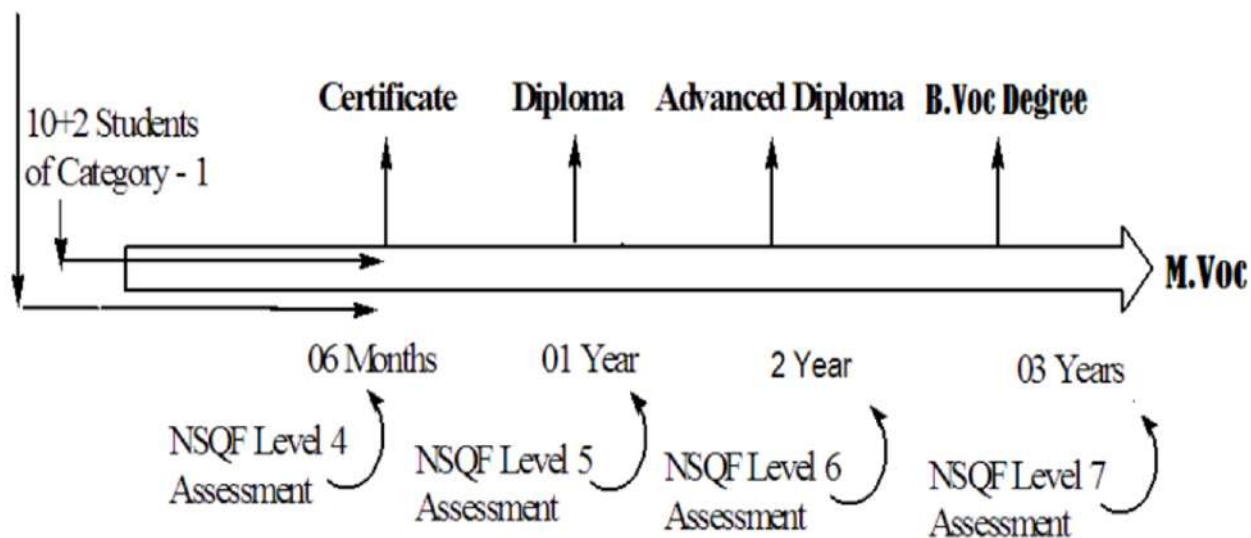 Certificate
Diploma
Advanced Diploma
B.Voc Degree
10+2 Students
of Category - 1
M.Voc
06 Months
01 Year
2 Year
03 Years
NSQF Level 4
Assessment
NSQF Level 5
Assessment
NSQF Level 6
Assessment
NSQF Level 7
Assessment